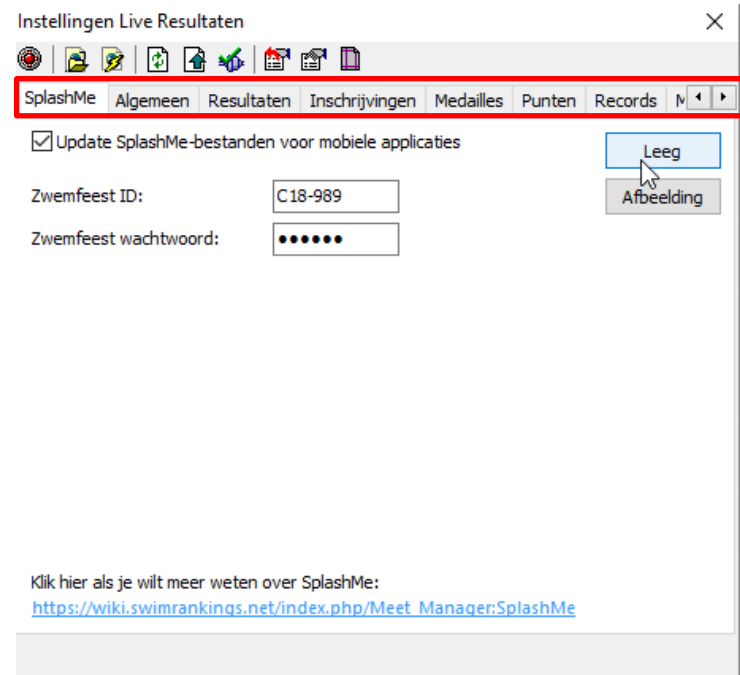 Instellingen Live Resultaten
SplashMe Algemeen Resultaten Inschrijvingen Medailles Punten Records
Update SplashMe-bestanden voor mobiele applicaties
Leeg
Zwemfeest ID: C18-989
Afbeelding
Zwemfeest wachtwoord: ••••••
Klik hier als je wilt meer weten over SplashMe:
https://wiki.swimrankings.net/index.php/Meet_Manager:SplashMe